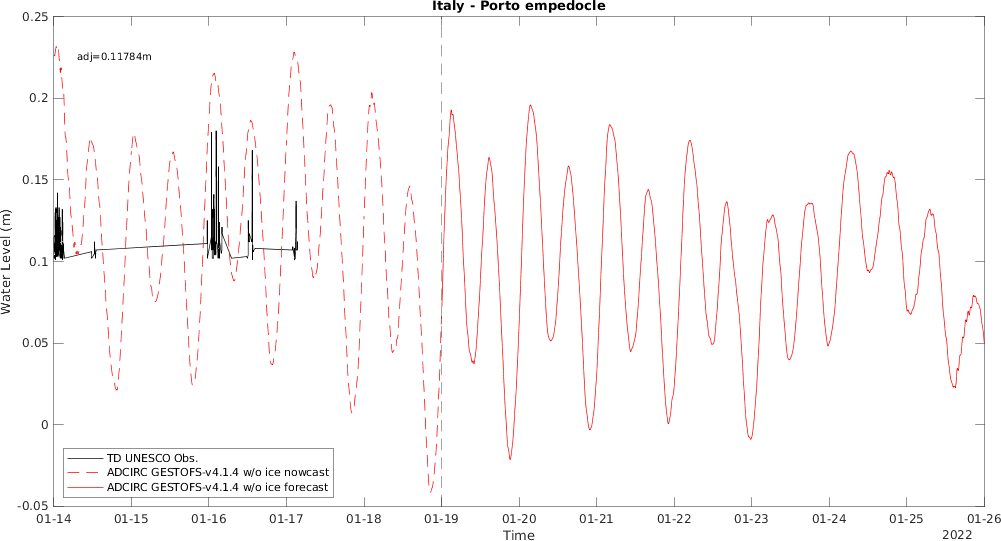 Italy - Porto empedocle
0.25
0.2
0.15
0.1
0.05
0
-0.05
Water Level (m)
adj=0.11784m
TD UNESCO Obs.
ADCIRC GESTOFS-v4.1.4 w/o ice nowcast
ADCIRC GESTOFS-v4.1.4 w/o ice forecast
01-14 01-15 01-16 01-17 01-18 01-19 01-20 01-21 01-22 01-23 01-24 01-25 01-26
Time
2022